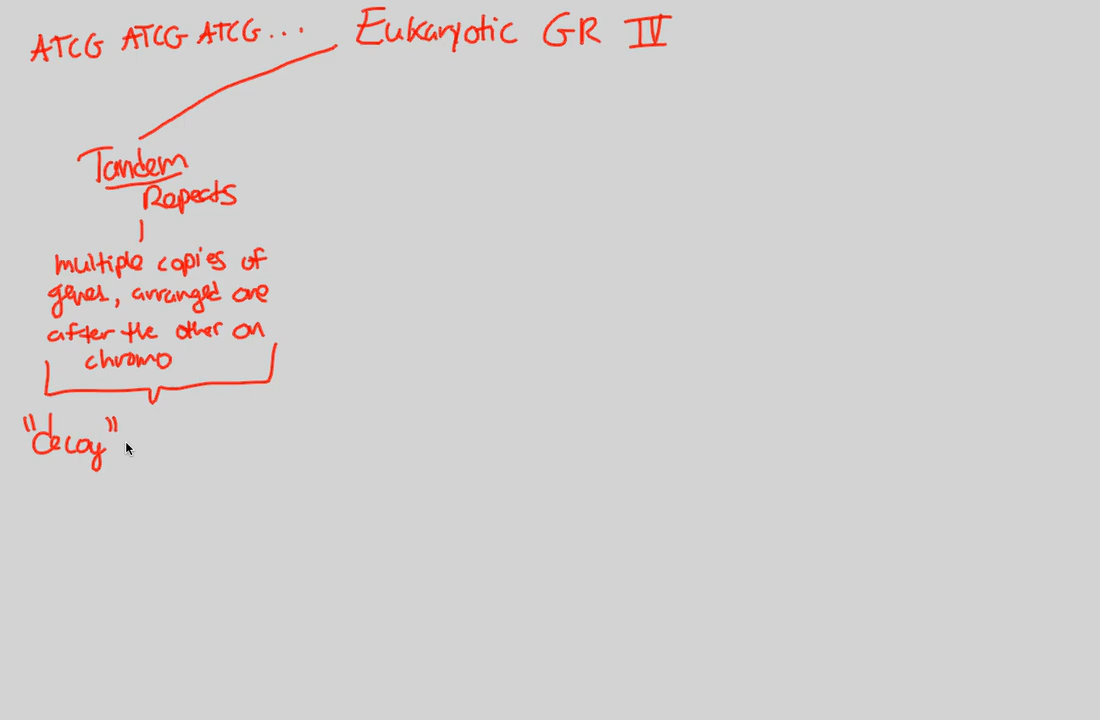 ATCG ATCG ATCG... Eukaryotic GR IV
Tandem
Repeats
multiple copies of
genes, arranged one
after the other on
chromo
"decoy"